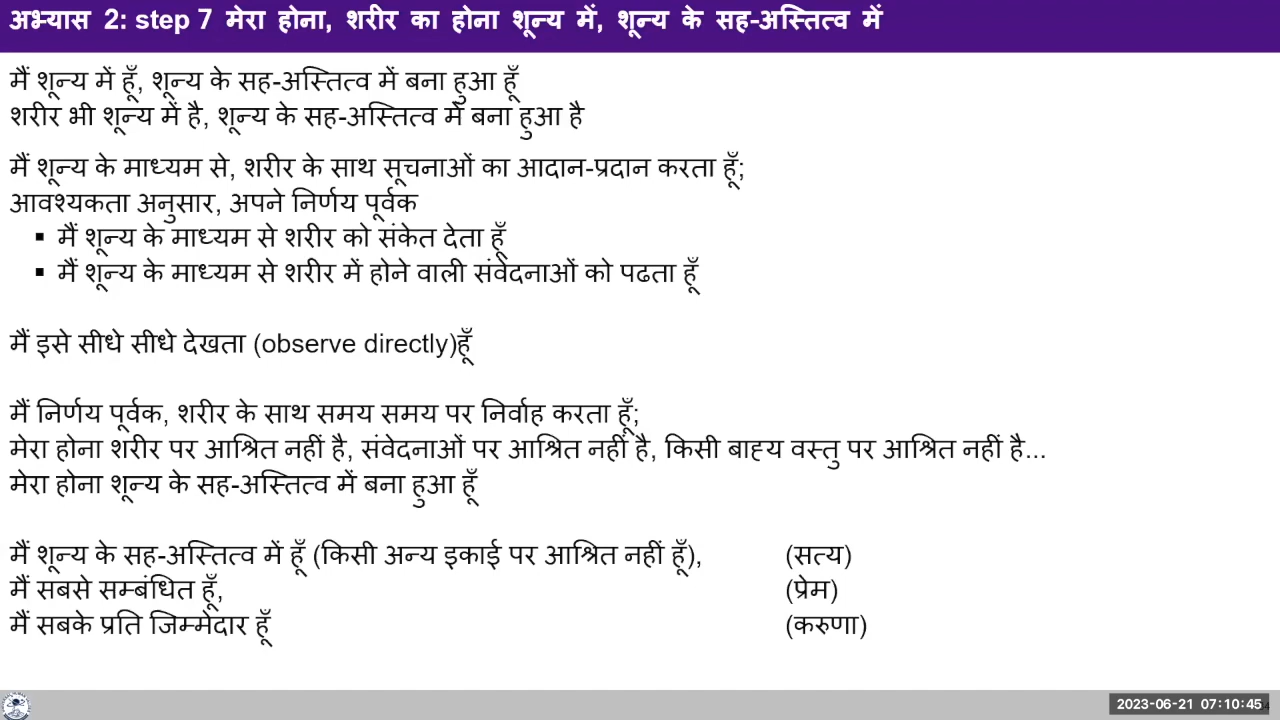 अभ्यास 2: step 7 मेरा होना, शरीर का होना शून्य में, शून्य के सह-अस्तित्व में
मैं शून्य में हूँ, शून्य के सह-अस्तित्व में बना हुआ हूँ
शरीर भी शून्य में है, शून्य के सह-अस्तित्व में बना हुआ है
मैं शून्य के माध्यम से, शरीर के साथ सूचनाओं का आदान-प्रदान करता हूँ;
आवश्यकता अनुसार, अपने निर्णय पूर्वक
▪ मैं शून्य के माध्यम से शरीर को संकेत देता हूँ
▪ मैं शून्य के माध्यम से शरीर में होने वाली संवेदनाओं को पढता हूँ
मैं इसे सीधे सीधे देखता (observe directly)हूँ
मैं निर्णय पूर्वक, शरीर के साथ समय समय पर निर्वाह करता हूँ;
मेरा होना शरीर पर आश्रित नहीं है, संवेदनाओं पर आश्रित नहीं है, किसी बाह्य वस्तु पर आश्रित नहीं है...
मेरा होना शून्य के सह-अस्तित्व में बना हुआ हूँ
मैं शून्य के सह-अस्तित्व में हूँ (किसी अन्य इकाई पर आश्रित नहीं हूँ), (सत्य)
मैं सबसे सम्बंधित हूँ, (प्रेम)
मैं सबके प्रति जिम्मेदार हूँ (करुणा)
2023-06-21 07:10:45